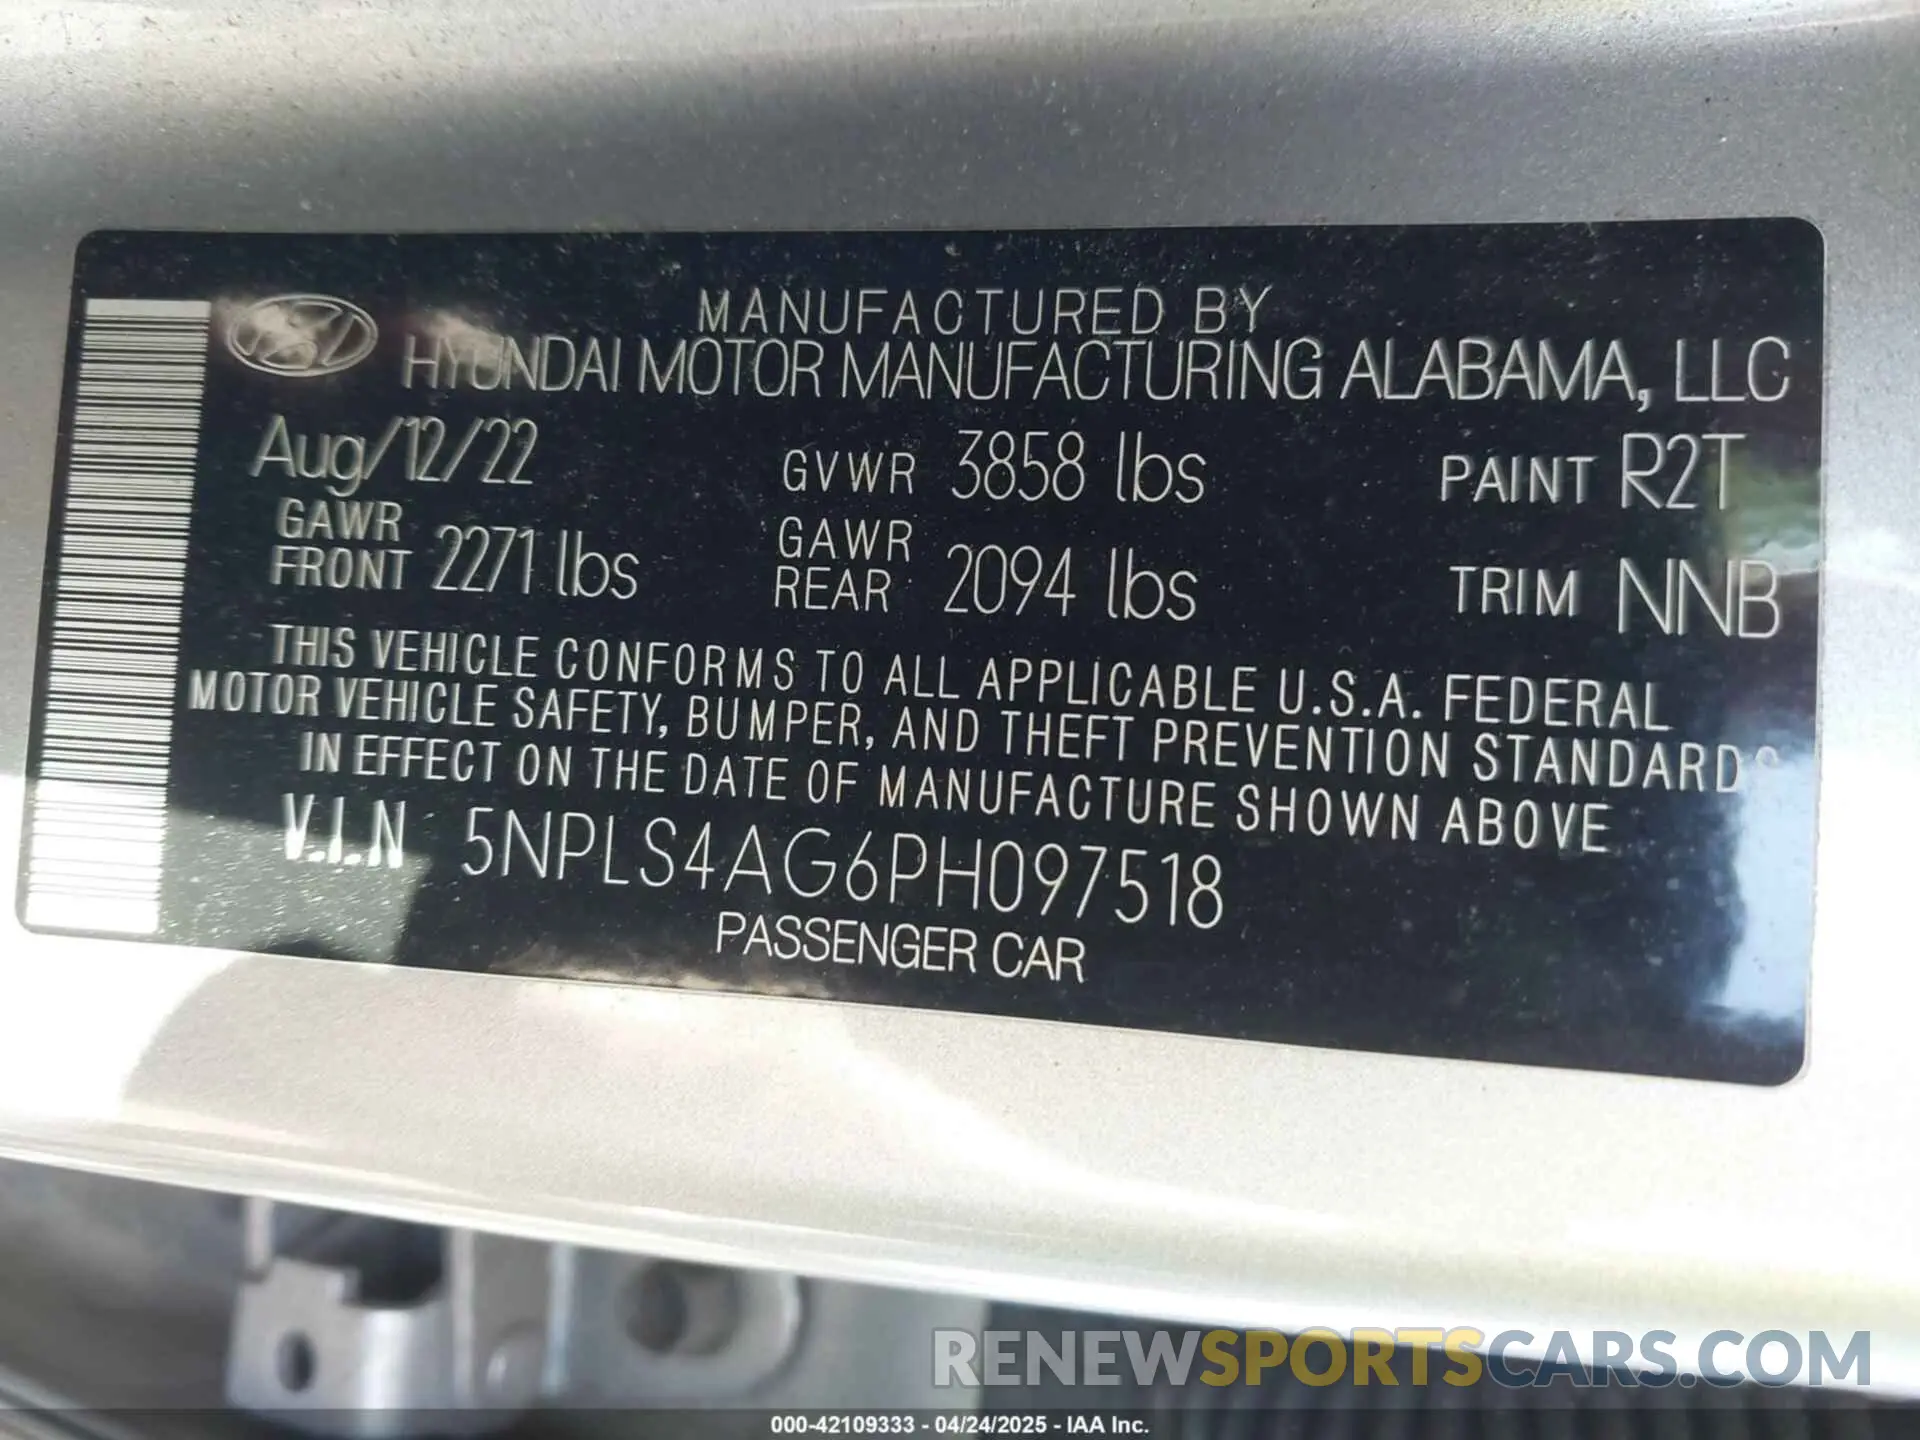 MANUFACTURED BY
HYUNDAI MOTOR MANUFACTURING ALABAMA, LLC
Aug/12/22 GVWR 3858 lbs PAINT R2T
GAWR FRONT 2271 lbs GAWR REAR 2094 lbs TRIM NNB
THIS VEHICLE CONFORMS TO ALL APPLICABLE U.S.A. FEDERAL
MOTOR VEHICLE SAFETY, BUMPER, AND THEFT PREVENTION STANDARDS
IN EFFECT ON THE DATE OF MANUFACTURE SHOWN ABOVE
V.I.N 5NPLS4AG6PH097518
PASSENGER CAR
RENEWSPORTSCARS.COM
000-42109333 - 04/24/2025 - IAA Inc.